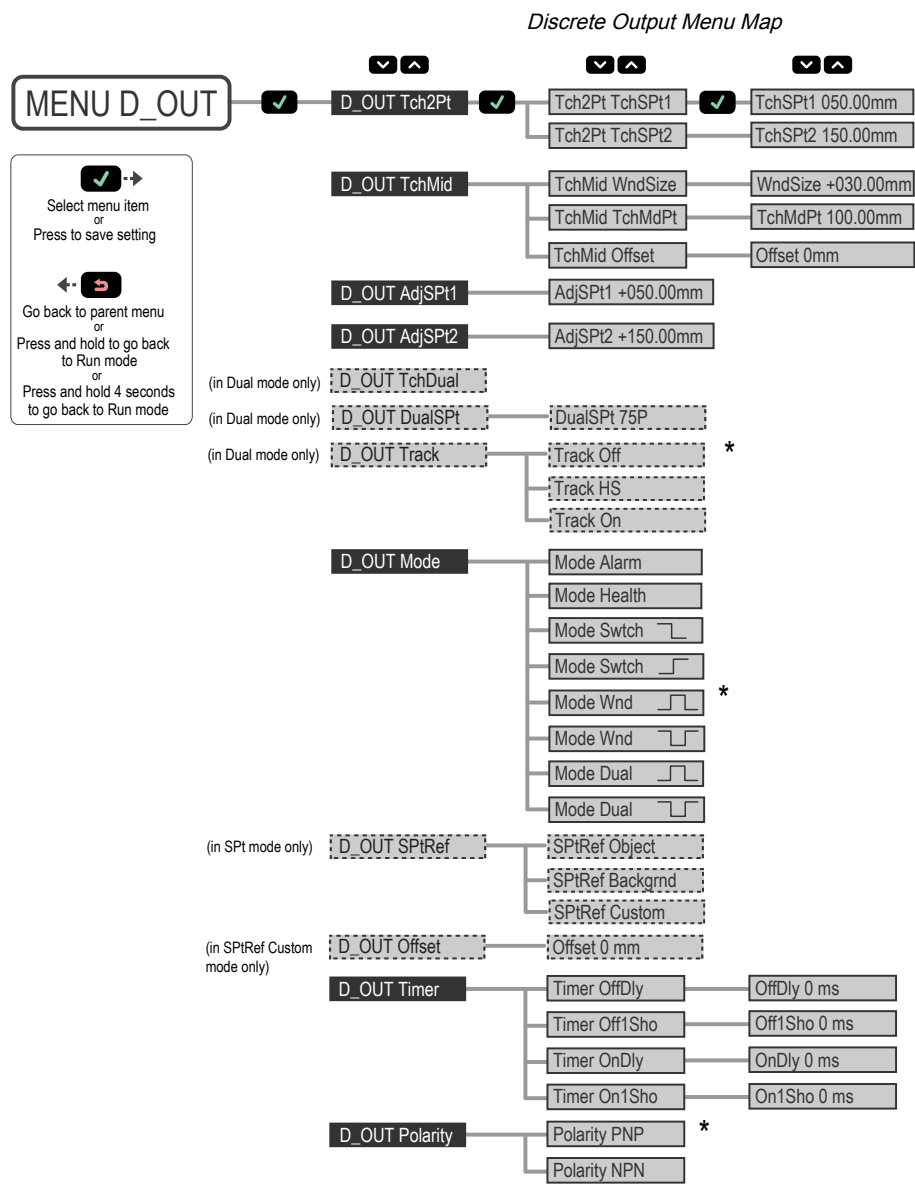 Discrete Output Menu Map
MENU D_OUT
D_OUT Tch2Pt
Tch2Pt TchSPt1
TchSPt1 050.00mm
Tch2Pt TchSPt2
TchSPt2 150.00mm
Select menu item
or
Press to save setting
Go back to parent menu
or
Press and hold to go back
to Run mode
or
Press and hold 4 seconds
to go back to Run mode
D_OUT TchMid
TchMid WndSize
WndSize +030.00mm
TchMid TchMdPt
TchMdPt 100.00mm
TchMid Offset
Offset 0mm
D_OUT AdjSPt1
AdjSPt1 +050.00mm
D_OUT AdjSPt2
AdjSPt2 +150.00mm
(in Dual mode only)
D_OUT TchDual
(in Dual mode only)
D_OUT DualSPt
DualSPt 75P
(in Dual mode only)
D_OUT Track
Track Off
*
Track HS
Track On
D_OUT Mode
Mode Alarm
Mode Health
Mode Swtch
Mode Swtch
Mode Wnd
*
Mode Wnd
Mode Dual
Mode Dual
(in SPt mode only)
D_OUT SPtRef
SPtRef Object
SPtRef Backgrnd
SPtRef Custom
(in SPtRef Custom
mode only)
D_OUT Offset
Offset 0 mm
D_OUT Timer
Timer OffDly
OffDly 0 ms
Timer Off1Sho
Off1Sho 0 ms
Timer OnDly
OnDly 0 ms
Timer On1Sho
On1Sho 0 ms
D_OUT Polarity
Polarity PNP
*
Polarity NPN